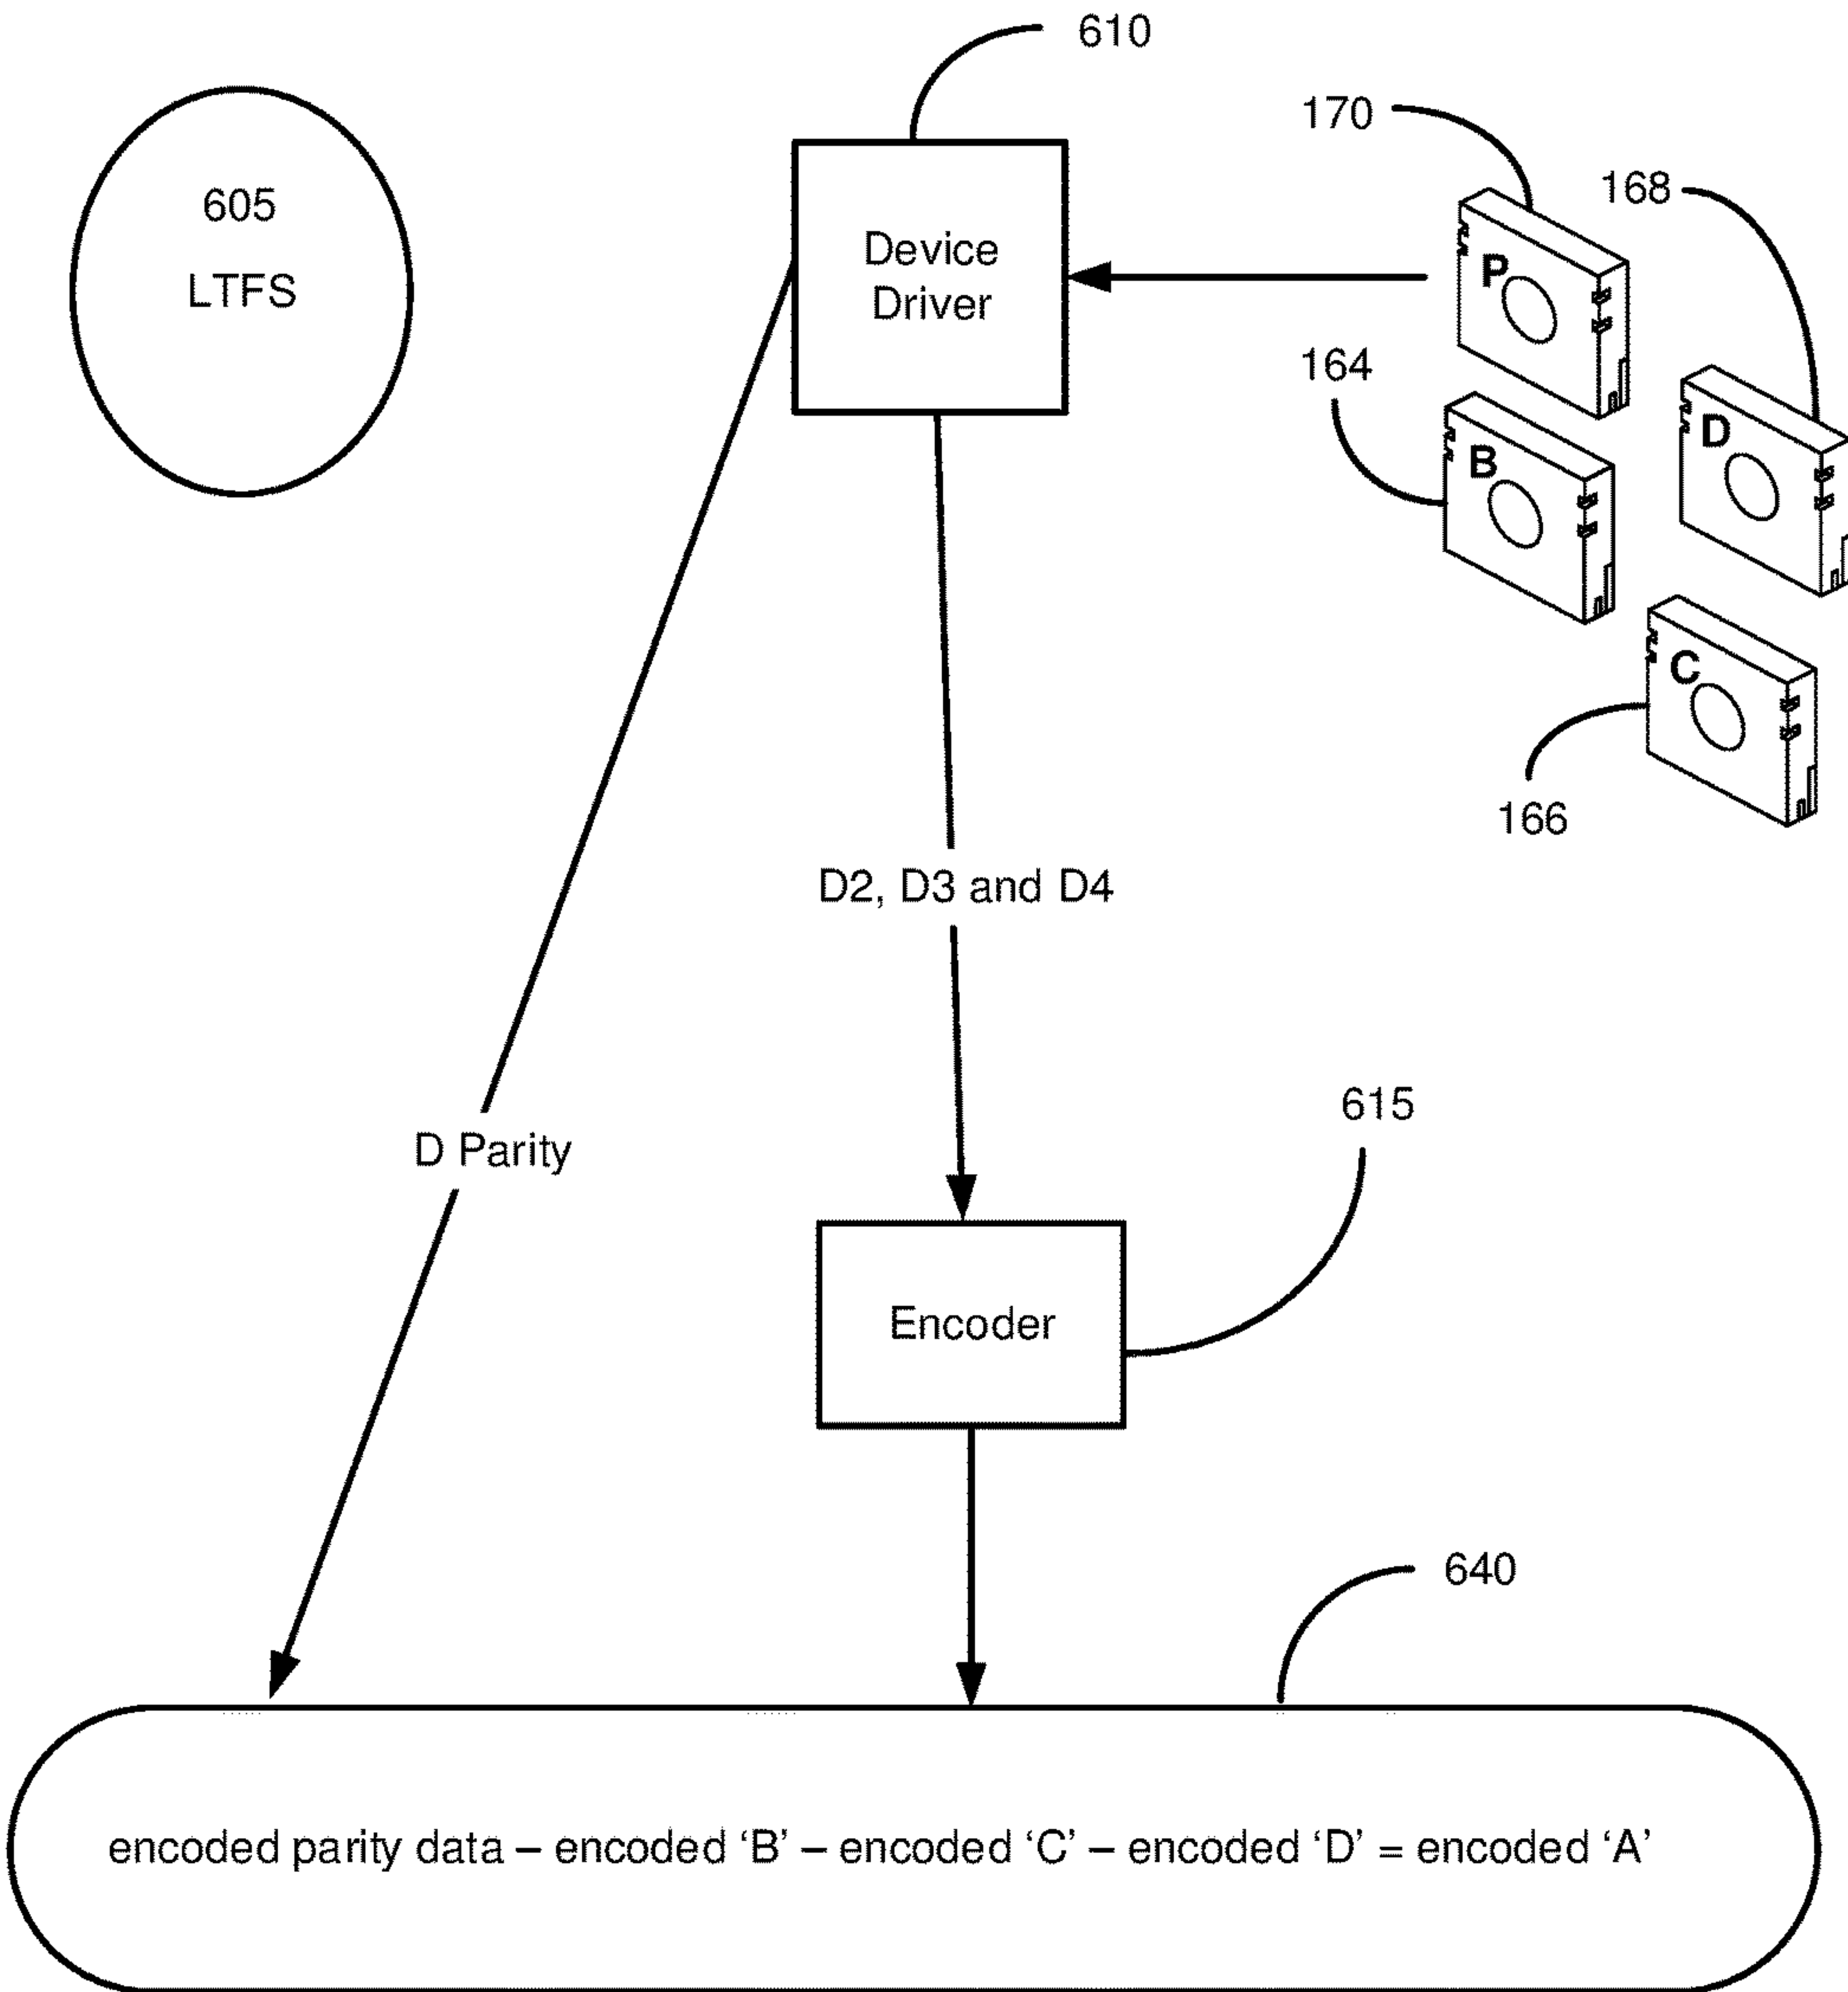 610
170
168
605
LTFS
Device
Driver
P
164
D
B
C
166
D2, D3 and D4
615
D Parity
Encoder
640
encoded parity data – encoded ‘B’ – encoded ‘C’ – encoded ‘D’ = encoded ‘A’